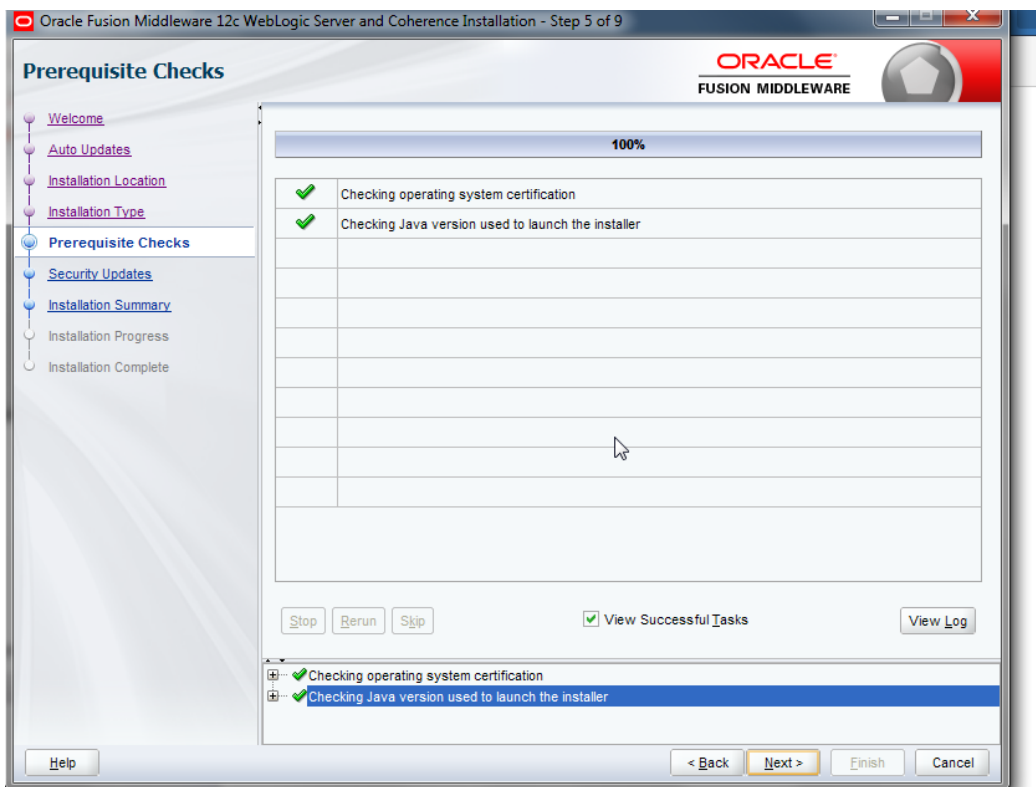 Oracle Fusion Middleware 12c WebLogic Server and Coherence Installation - Step 5 of 9
Prerequisite Checks
ORACLE
FUSION MIDDLEWARE
Welcome
Auto Updates
Installation Location
Installation Type
Prerequisite Checks
Security Updates
Installation Summary
Installation Progress
Installation Complete
100%
Checking operating system certification
Checking Java version used to launch the installer
Stop Rerun Skip View Successful Tasks View Log
Checking operating system certification
Checking Java version used to launch the installer
Help < Back Next > Finish Cancel